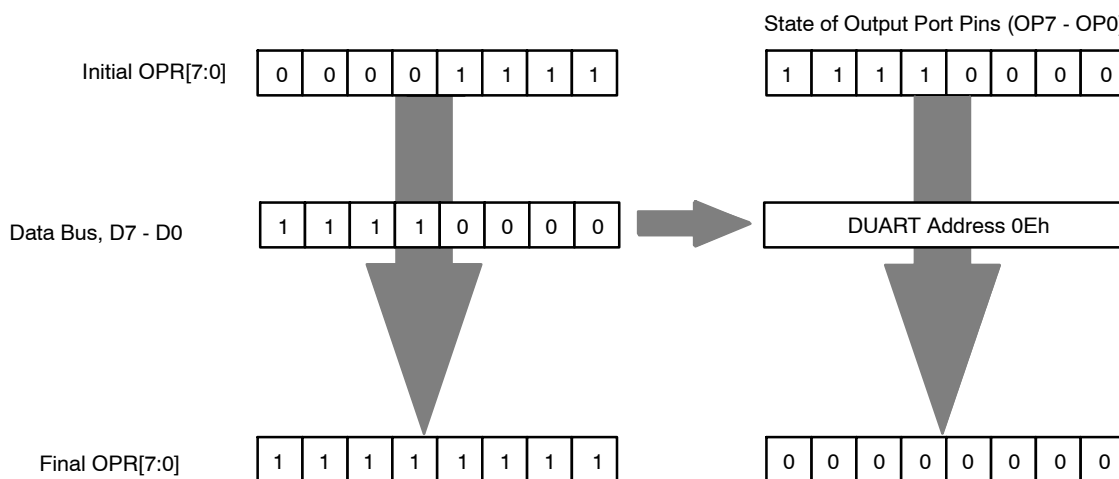 State of Output Port Pins (OP7 - OP0
Initial OPR[7:0] 0 0 0 0 1 1 1 1 1 1 1 1 0 0 0 0
Data Bus, D7 - D0 1 1 1 1 0 0 0 0 DUART Address 0Eh
Final OPR[7:0] 1 1 1 1 1 1 1 1 0 0 0 0 0 0 0 0